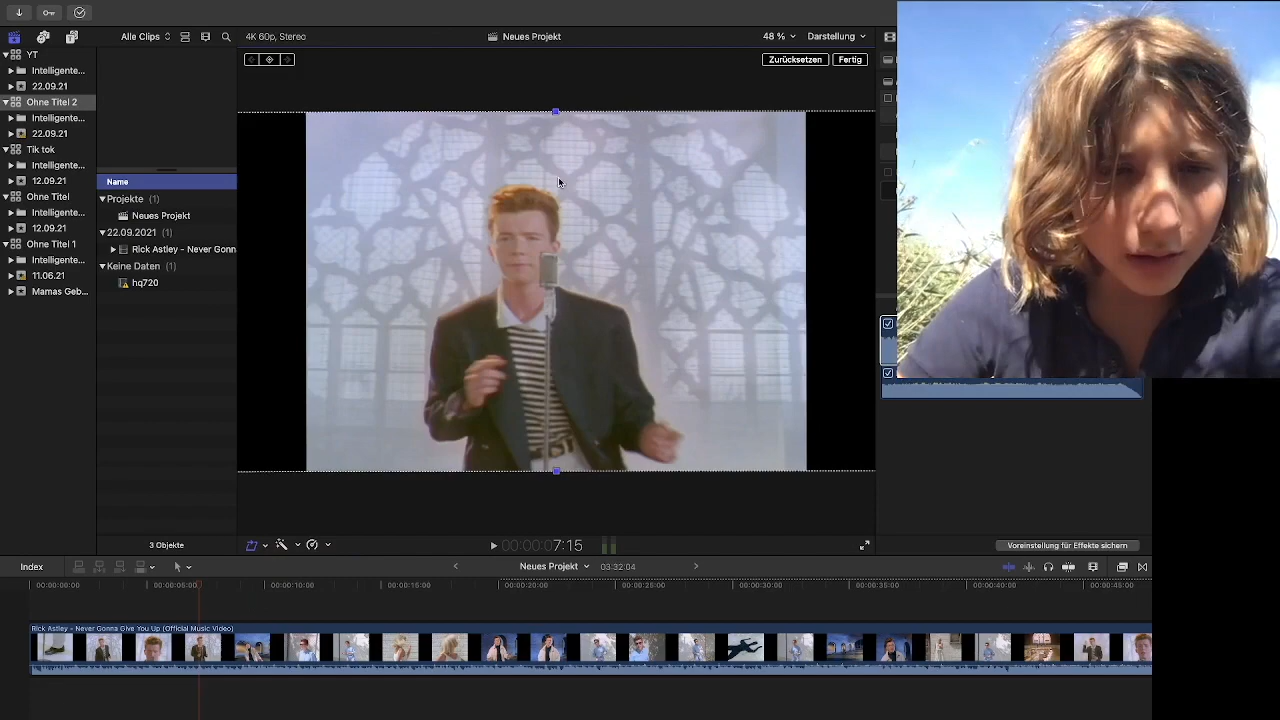 Alle Clips
4K 60p, Stereo
Neues Projekt
48 %
Darstellung
YT
Intelligente...
22.09.21
Ohne Titel 2
Intelligente...
22.09.21
Tik tok
Intelligente...
12.09.21
Ohne Titel
Intelligente...
12.09.21
Ohne Titel 1
Intelligente...
11.06.21
Mamas Geb...
Name
Projekte (1)
Neues Projekt
22.09.2021 (1)
Rick Astley - Never Gonn
Keine Daten (1)
hq720
3 Objekte
Zurücksetzen
Fertig
00:00:07:15
Voreinstellung für Effekte sichern
Index
Neues Projekt
03:32:04
00:00:00:00
00:00:05:00
00:00:10:00
00:00:15:00
00:00:20:00
00:00:25:00
00:00:30:00
00:00:35:00
00:00:40:00
00:00:45:00
Rick Astley - Never Gonna Give You Up (Official Music Video)